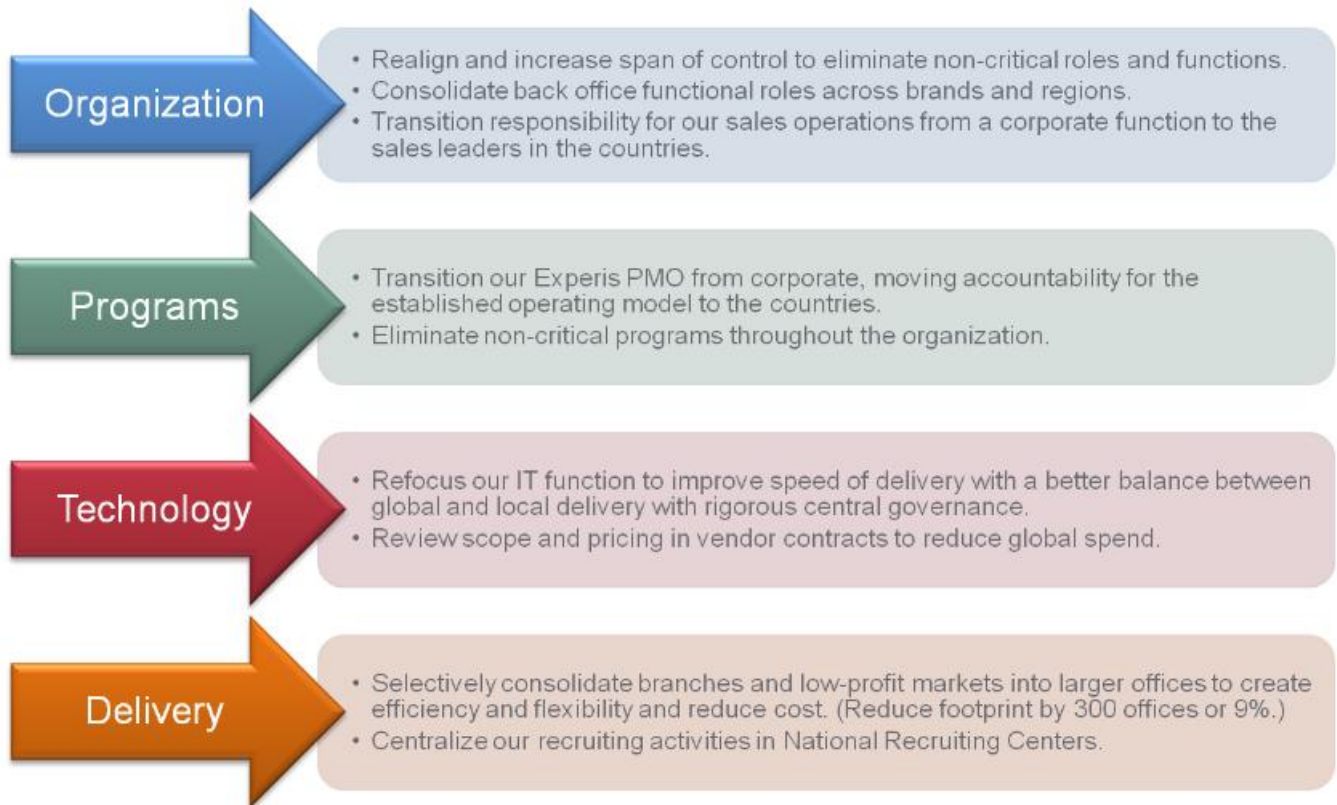 Organization
• Realign and increase span of control to eliminate non-critical roles and functions.
• Consolidate back office functional roles across brands and regions.
• Transition responsibility for our sales operations from a corporate function to the
sales leaders in the countries.
Programs
• Transition our Experis PMO from corporate, moving accountability for the
established operating model to the countries.
• Eliminate non-critical programs throughout the organization.
Technology
• Refocus our IT function to improve speed of delivery with a better balance between
global and local delivery with rigorous central governance.
• Review scope and pricing in vendor contracts to reduce global spend.
Delivery
• Selectively consolidate branches and low-profit markets into larger offices to create
efficiency and flexibility and reduce cost. (Reduce footprint by 300 offices or 9%.)
• Centralize our recruiting activities in National Recruiting Centers.